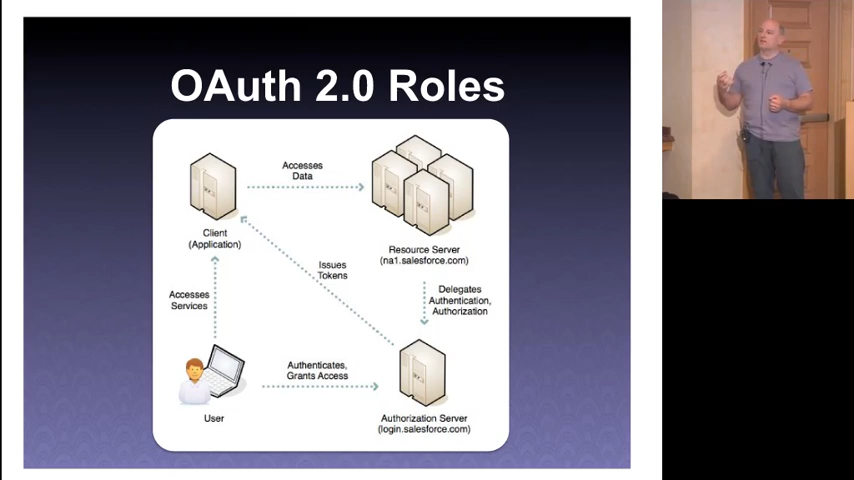 OAuth 2.0 Roles
Accesses
Data
Client
(Application)
Resource Server
(na1.salesforce.com)
Issues
Tokens
Accesses
Services
Delegates
Authentication,
Authorization
Authenticates,
Grants Access
User
Authorization Server
(login.salesforce.com)